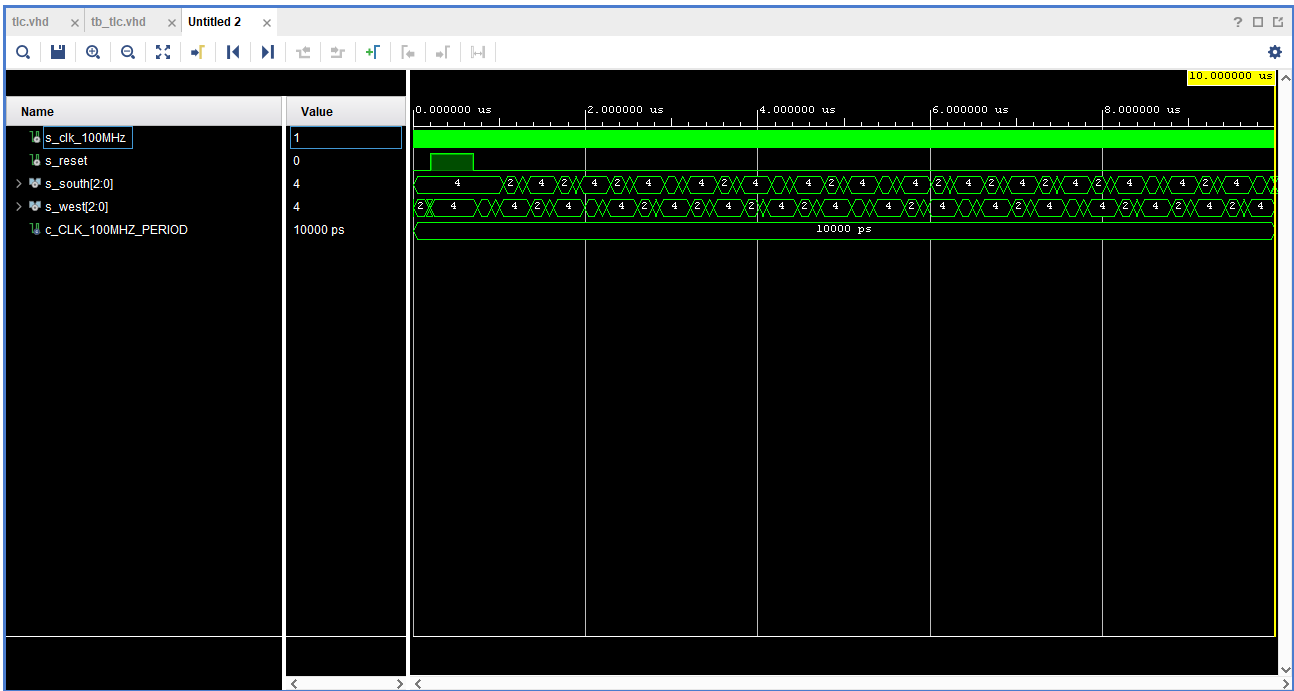 tlc.vhd × tb_tlc.vhd × Untitled 2 × ?
10.000000 us
Name Value 0.000000 us 2.000000 us 4.000000 us 6.000000 us 8.000000 us
s_clk_100MHz 1
s_reset 0
s_south[2:0] 4 4 2 4 2 4 2 4 4 2 4 4 2 4 4 2 4 2 4 2 4 2 4 4 2 4
s_west[2:0] 4 2 4 4 2 4 4 2 4 2 4 2 4 2 4 4 2 4 4 2 4 4 2 4 2 4 2 4
c_CLK_100MHZ_PERIOD 10000 ps 10000 ps